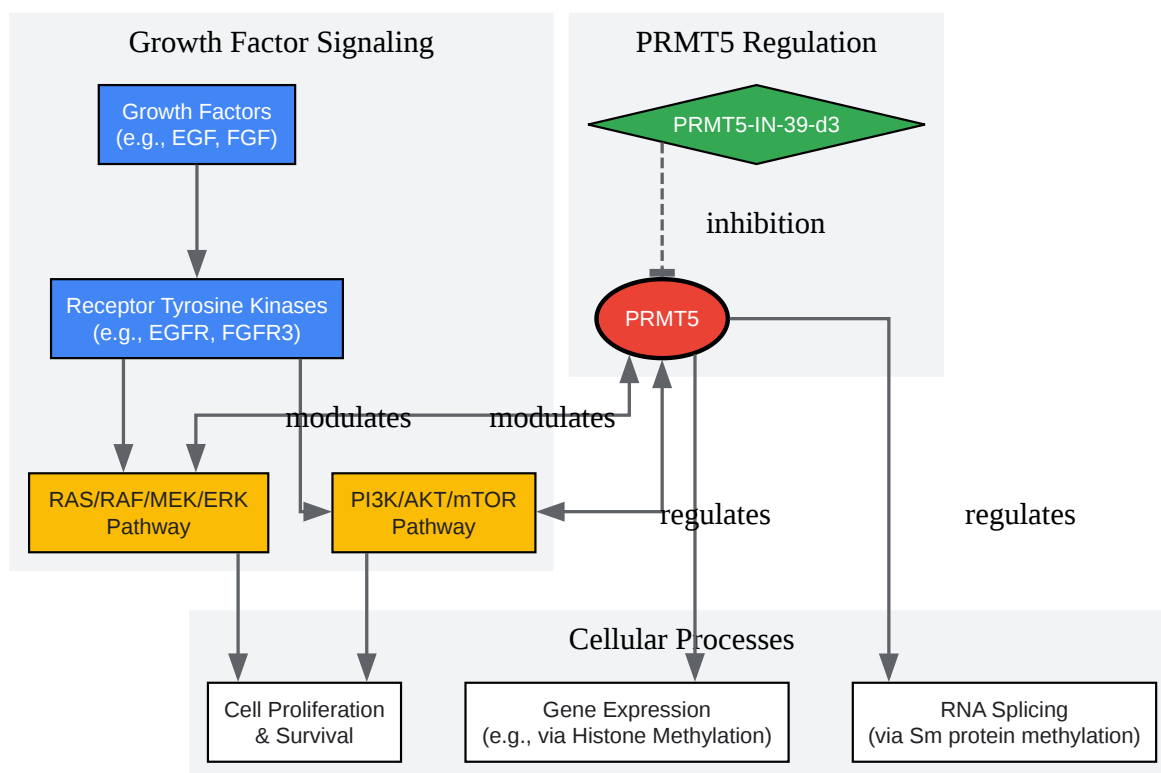 Growth Factor Signaling
PRMT5 Regulation
Growth Factors
(e.g., EGF, FGF)
PRMT5-IN-39-d3
inhibition
Receptor Tyrosine Kinases
(e.g., EGFR, FGFR3)
PRMT5
modulates
modulates
RAS/RAF/MEK/ERK
Pathway
PI3K/AKT/mTOR
Pathway
regulates
regulates
Cellular Processes
Cell Proliferation
& Survival
Gene Expression
(e.g., via Histone Methylation)
RNA Splicing
(via Sm protein methylation)